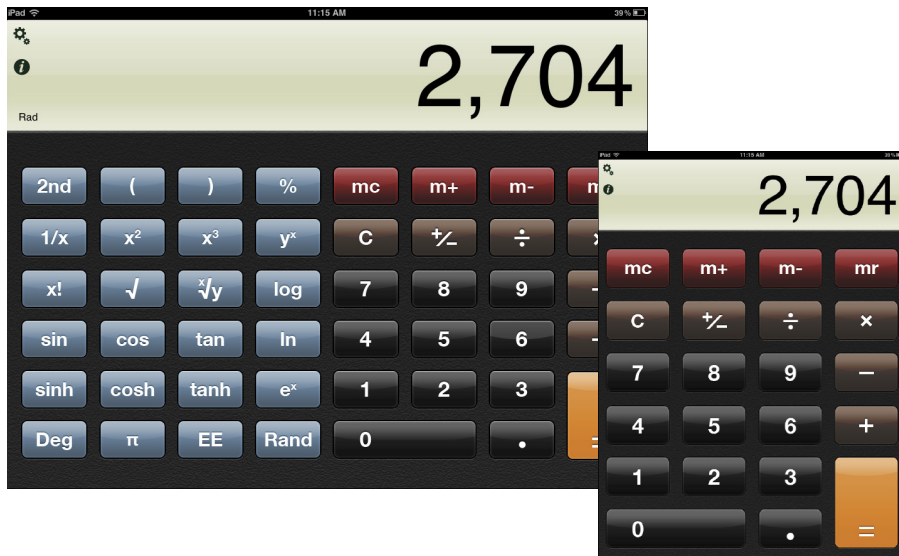 iPad 11:15 AM 39%
2,704
Rad
2nd ( ) % mc m+ m-
1/x x² x³ yˣ C +/− ÷
x! √ ˣ√y log 7 8 9
sin cos tan ln 4 5 6
sinh cosh tanh eˣ 1 2 3
Deg π EE Rand 0 . =
iPad 11:15 AM 39%
2,704
mc m+ m- mr
C +/− ÷ ×
7 8 9 −
4 5 6 +
1 2 3
0 . =